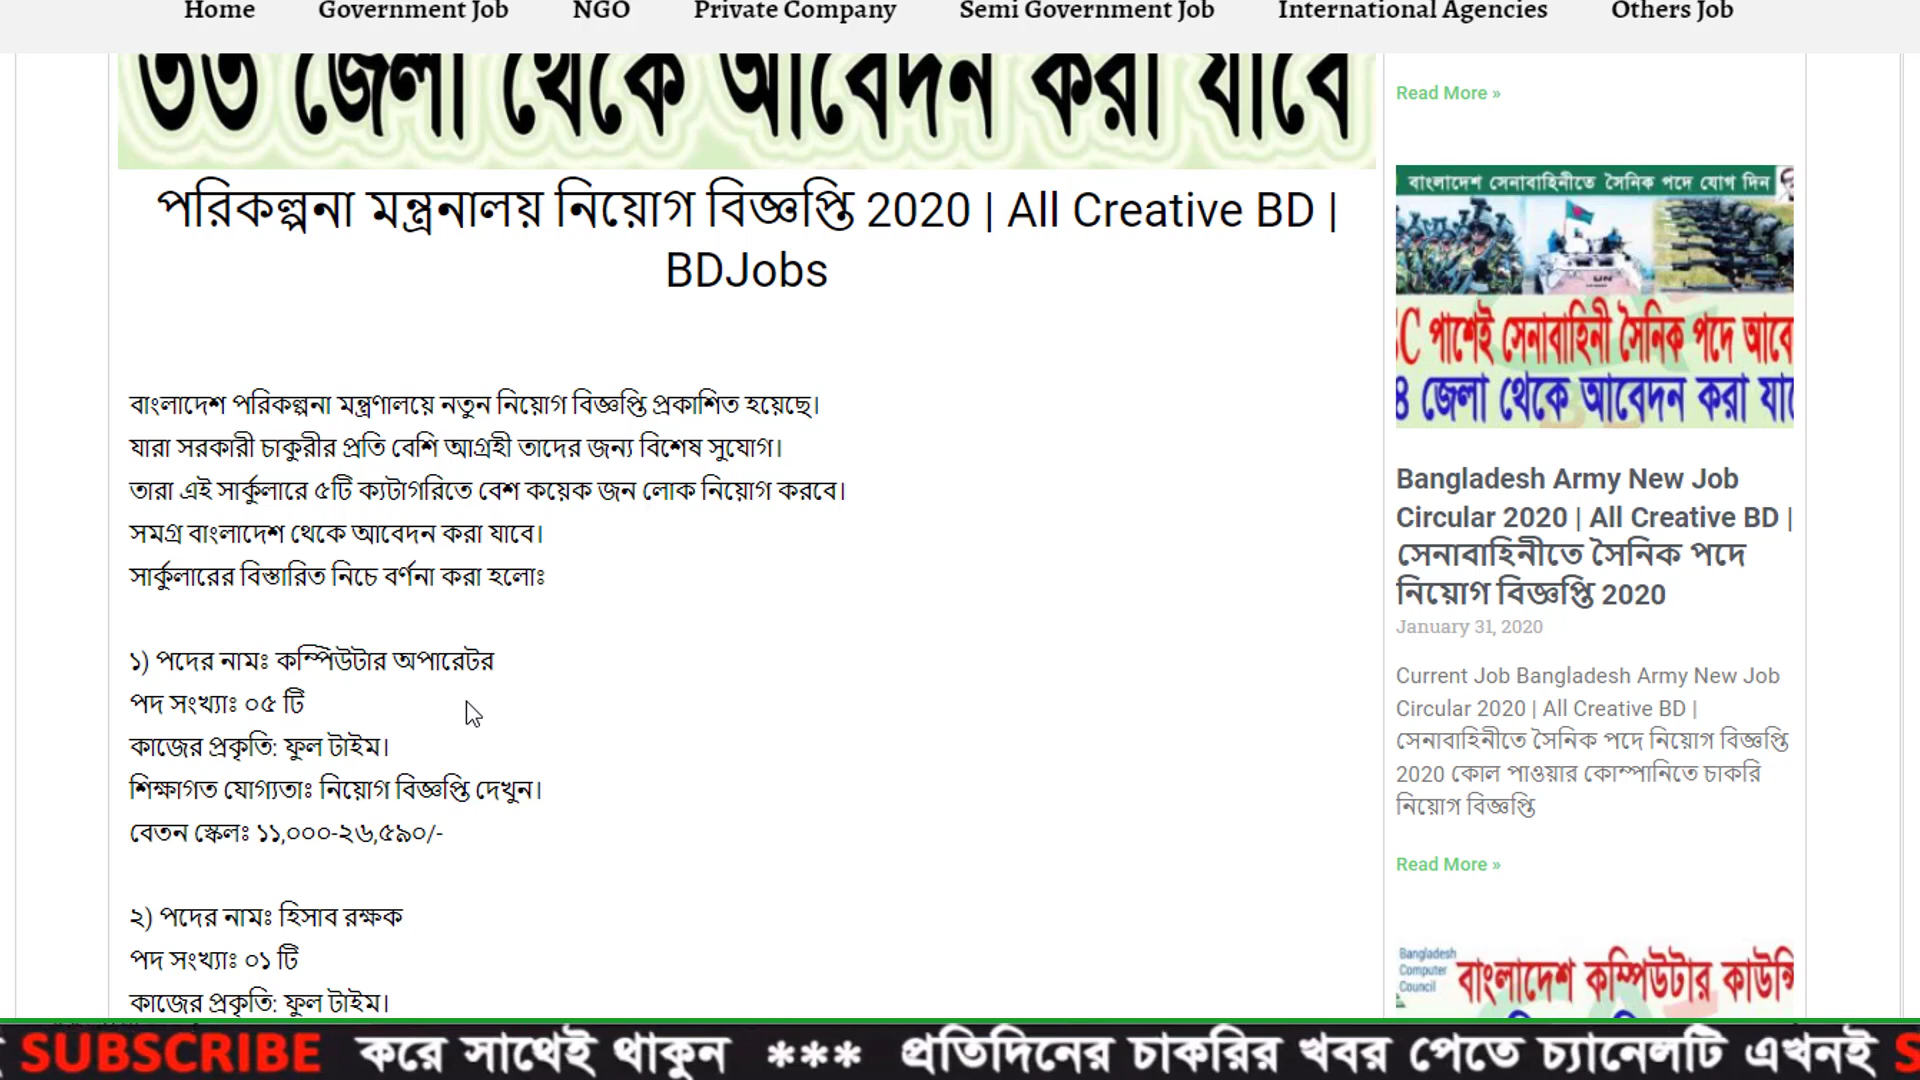 Home Government Job NGO Private Company Semi Government Job International Agencies Others Job
৩৩ জেলা থেকে আবেদন করা যাবে
পরিকল্পনা মন্ত্রনালয় নিয়োগ বিজ্ঞপ্তি 2020 | All Creative BD |
BDJobs
বাংলাদেশ পরিকল্পনা মন্ত্রণালয়ে নতুন নিয়োগ বিজ্ঞপ্তি প্রকাশিত হয়েছে।
যারা সরকারী চাকুরীর প্রতি বেশি আগ্রহী তাদের জন্য বিশেষ সুযোগ।
তারা এই সার্কুলারে ৫টি ক্যটাগরিতে বেশ কয়েক জন লোক নিয়োগ করবে।
সমগ্র বাংলাদেশ থেকে আবেদন করা যাবে।
সার্কুলারের বিস্তারিত নিচে বর্ণনা করা হলোঃ
১) পদের নামঃ কম্পিউটার অপারেটর
পদ সংখ্যাঃ ০৫ টি
কাজের প্রকৃতি: ফুল টাইম।
শিক্ষাগত যোগ্যতাঃ নিয়োগ বিজ্ঞপ্তি দেখুন।
বেতন স্কেলঃ ১১,০০০-২৬,৫৯০/-
২) পদের নামঃ হিসাব রক্ষক
পদ সংখ্যাঃ ০১ টি
কাজের প্রকৃতি: ফুল টাইম।
Read More »
বাংলাদেশ সেনাবাহিনীতে সৈনিক পদে যোগ দিন
UN
C পাশেই সেনাবাহিনী সৈনিক পদে আবে
৪ জেলা থেকে আবেদন করা যা
Bangladesh Army New Job
Circular 2020 | All Creative BD |
সেনাবাহিনীতে সৈনিক পদে
নিয়োগ বিজ্ঞপ্তি 2020
January 31, 2020
Current Job Bangladesh Army New Job
Circular 2020 | All Creative BD |
সেনাবাহিনীতে সৈনিক পদে নিয়োগ বিজ্ঞপ্তি
2020 কোল পাওয়ার কোম্পানিতে চাকরি
নিয়োগ বিজ্ঞপ্তি
Read More »
Bangladesh
Computer
Council
বাংলাদেশ কম্পিউটার কাউন্সি
SUBSCRIBE করে সাথেই থাকুন *** প্রতিদিনের চাকরির খবর পেতে চ্যানেলটি এখনই S